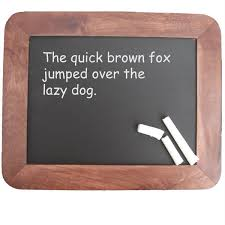 The quick brown fox
jumped over the
lazy dog.